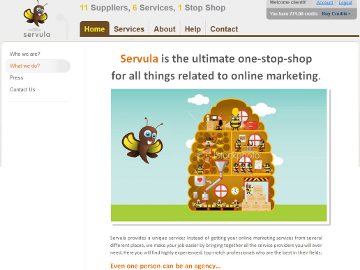 servula
11 Suppliers, 6 Services, 1 Stop Shop
Welcome client! Account Logout
You have 275.00 credits Buy Credits
Home Services About Help Contact
Who we are?
What we do?
Press
Contact Us
Servula is the ultimate one-stop-shop
for all things related to online marketing.
Servula provides a unique service instead of getting your online marketing services from several
different places, we make your job easier by bringing together all the service providers you will ever
need. Here you will find highly experienced, top-notch professionals who are the best in their fields.
Even one person can be an agency...